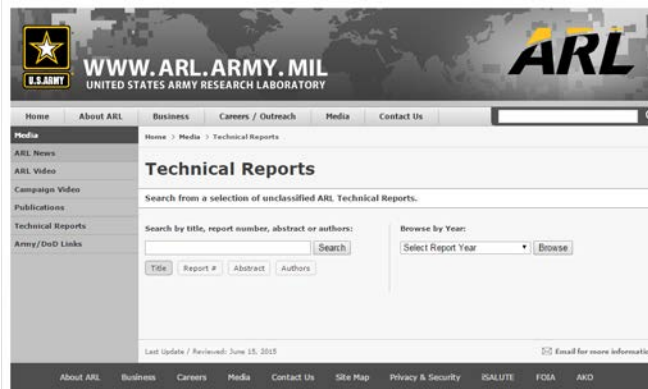 U.S.ARMY
WWW.ARL.ARMY.MIL
UNITED STATES ARMY RESEARCH LABORATORY
ARL
Home About ARL Business Careers / Outreach Media Contact Us
Media
ARL News
ARL Video
Campaign Video
Publications
Technical Reports
Army/DoD Links
Home > Media > Technical Reports
Technical Reports
Search from a selection of unclassified ARL Technical Reports.
Search by title, report number, abstract or authors:
Search
Title Report # Abstract Authors
Browse by Year:
Select Report Year Browse
Last Update / Reviewed: June 15, 2015
Email for more informatio
About ARL Business Careers Media Contact Us Site Map Privacy & Security iSALUTE FOIA AKO